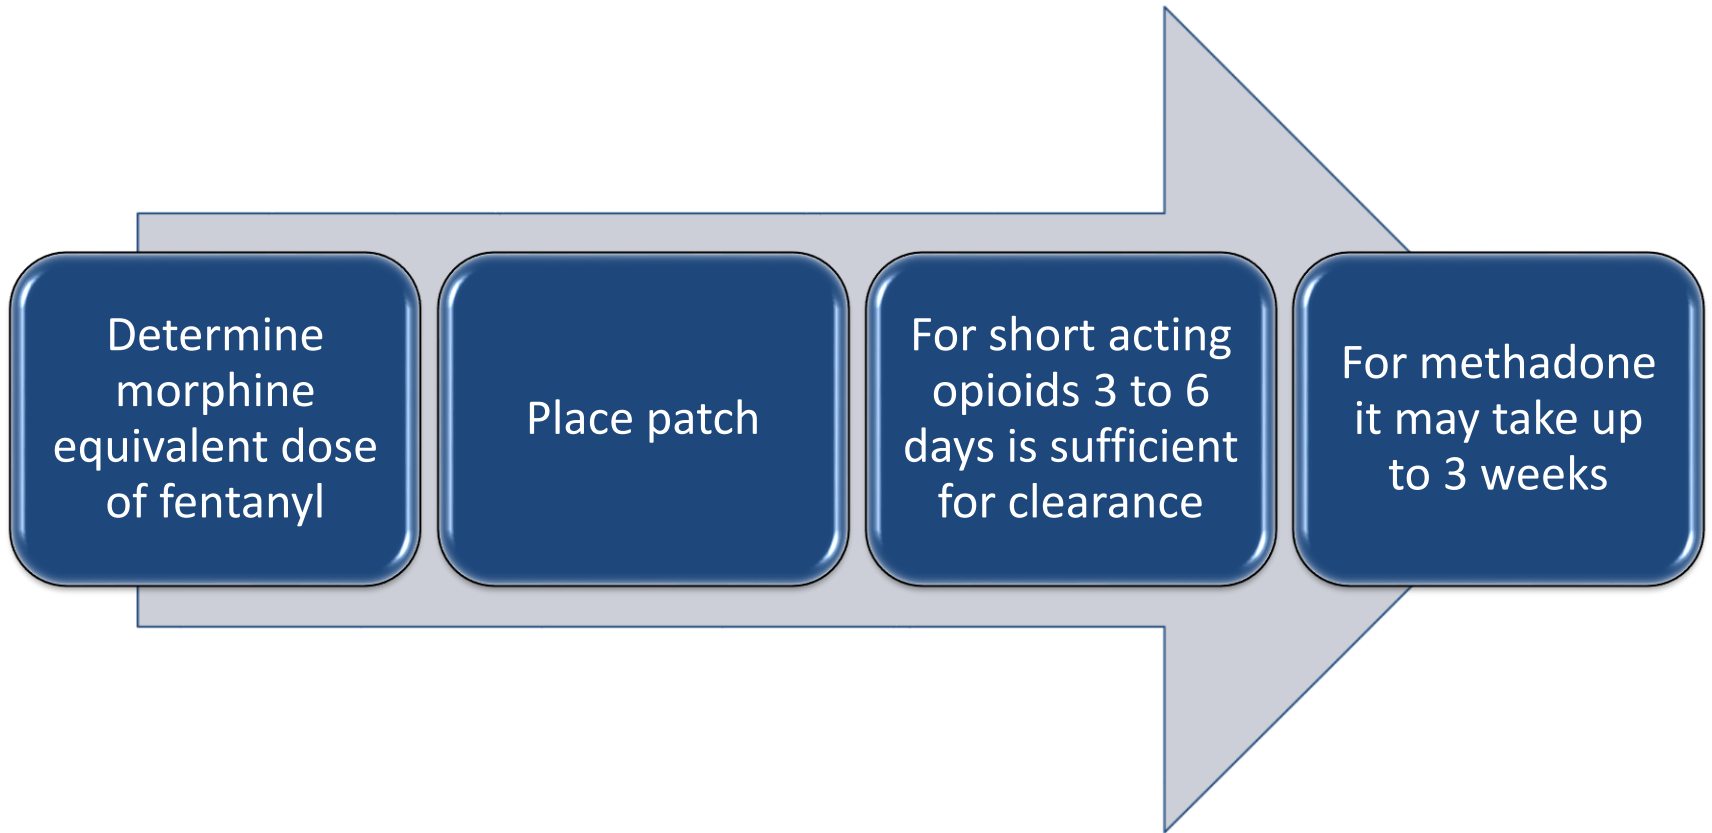 Determine
morphine
equivalent dose
of fentanyl
Place patch
For short acting
opioids 3 to 6
days is sufficient
for clearance
For methadone
it may take up
to 3 weeks